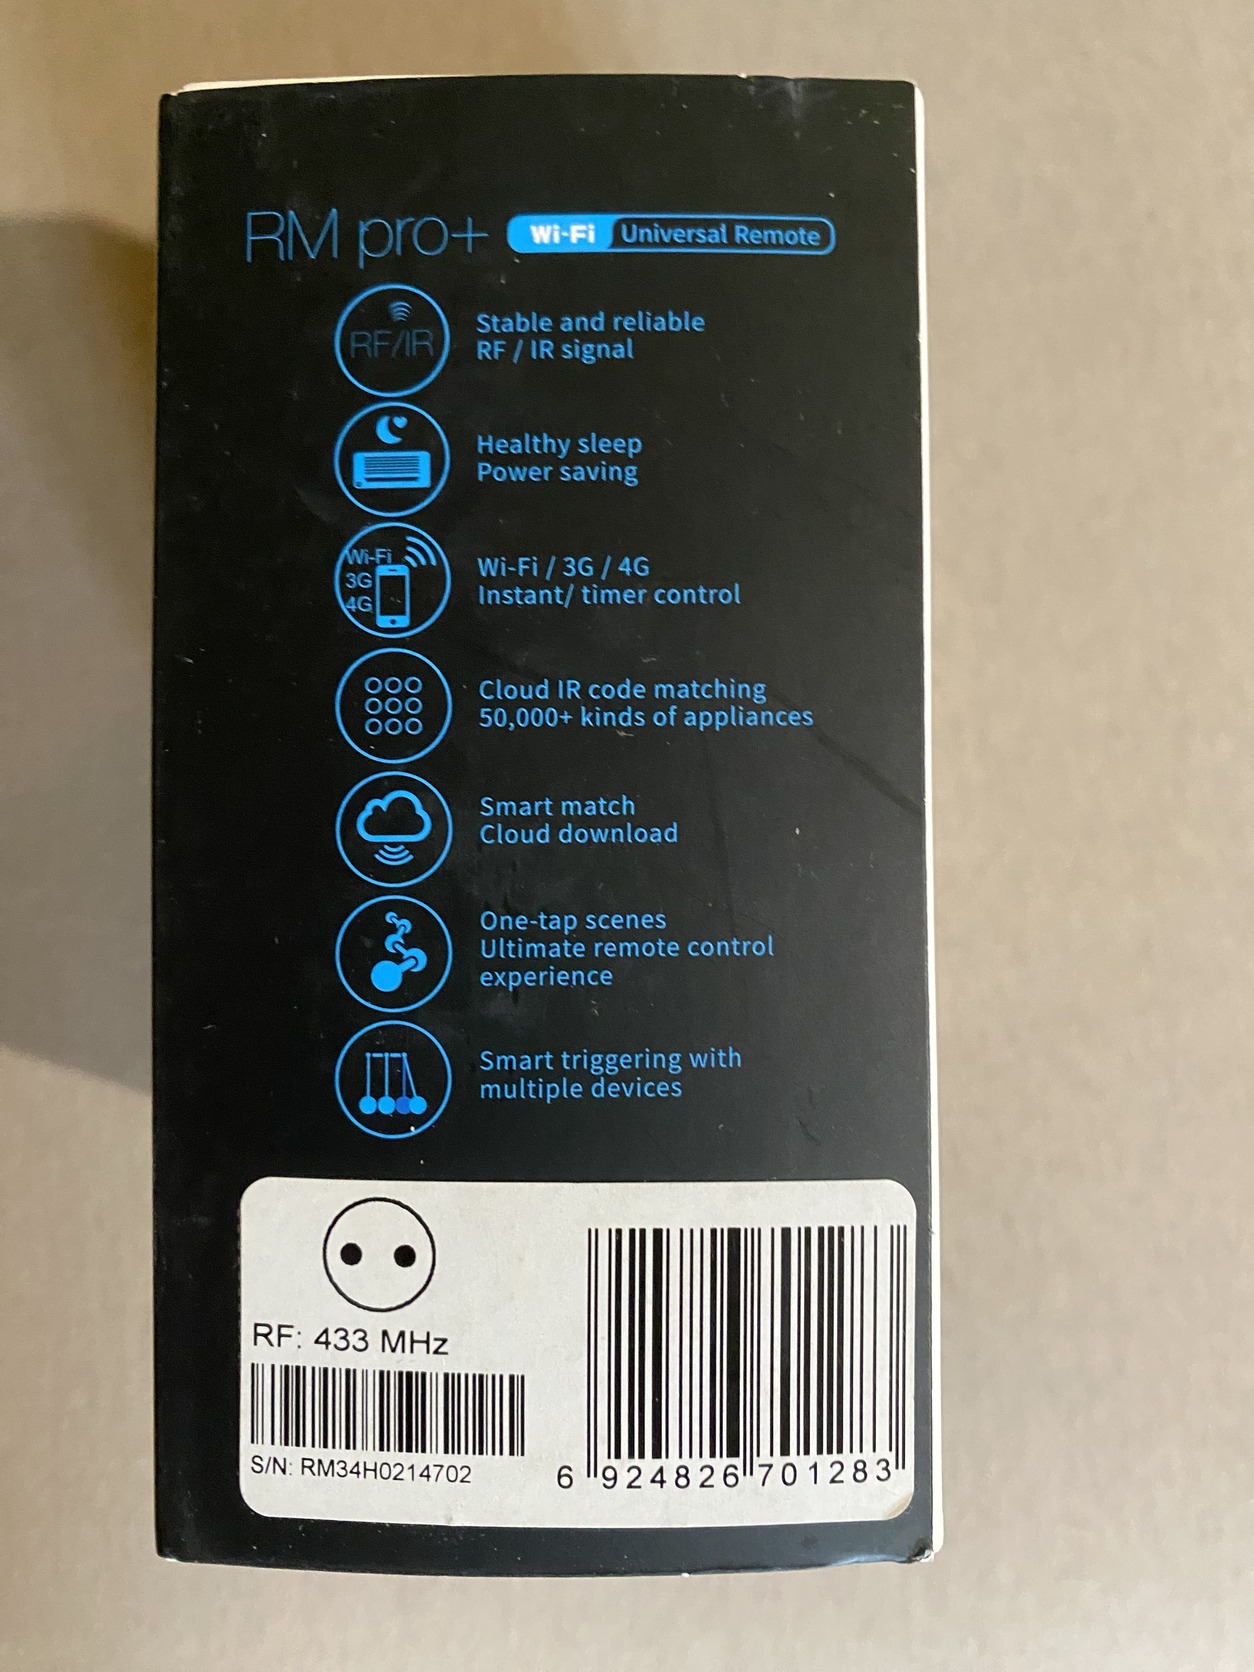 RM pro+ Wi-Fi Universal Remote
RF/IR
Stable and reliable
RF / IR signal
Healthy sleep
Power saving
Wi-Fi
3G
4G
Wi-Fi / 3G / 4G
Instant/ timer control
Cloud IR code matching
50,000+ kinds of appliances
Smart match
Cloud download
One-tap scenes
Ultimate remote control
experience
Smart triggering with
multiple devices
RF: 433 MHz
S/N: RM34H0214702
6 924826 701283